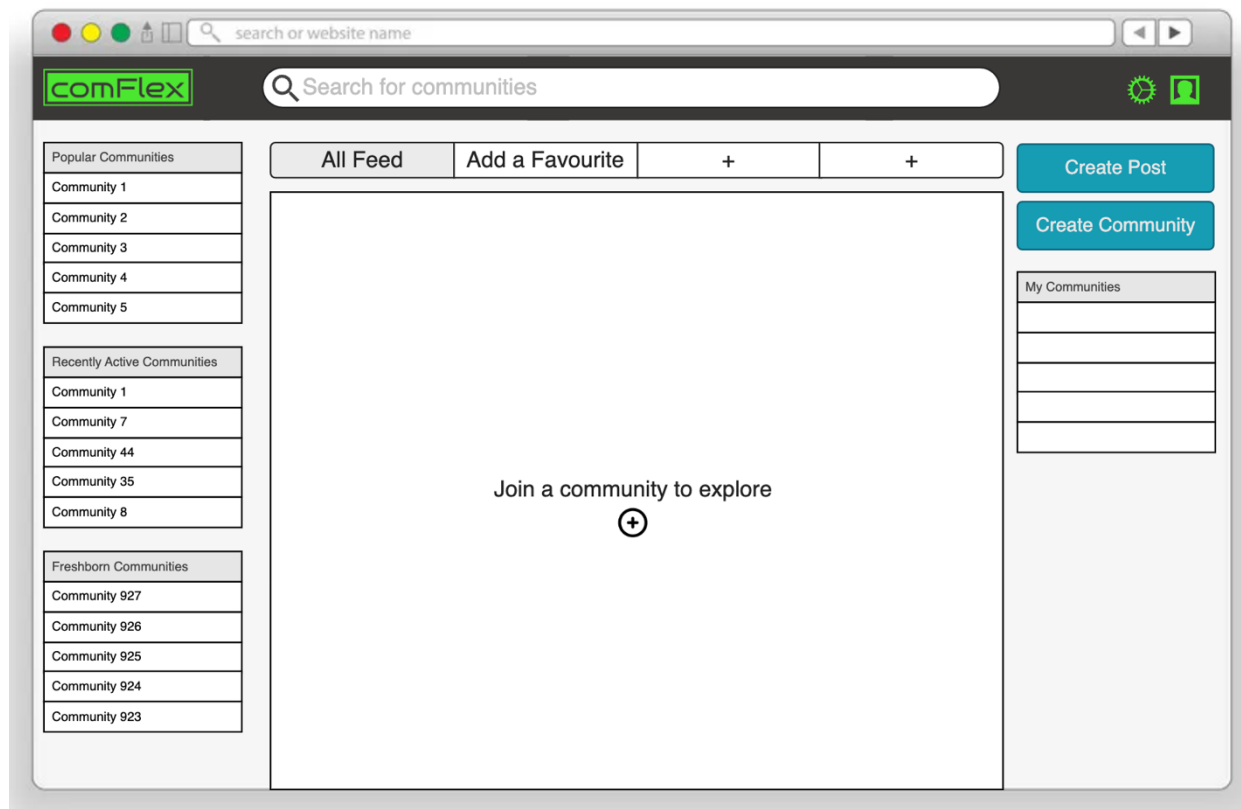 search or website name
comFlex
Search for communities
Popular Communities
Community 1
Community 2
Community 3
Community 4
Community 5
Recently Active Communities
Community 1
Community 7
Community 44
Community 35
Community 8
Freshborn Communities
Community 927
Community 926
Community 925
Community 924
Community 923
All Feed
Add a Favourite
+
+
Join a community to explore
Create Post
Create Community
My Communities